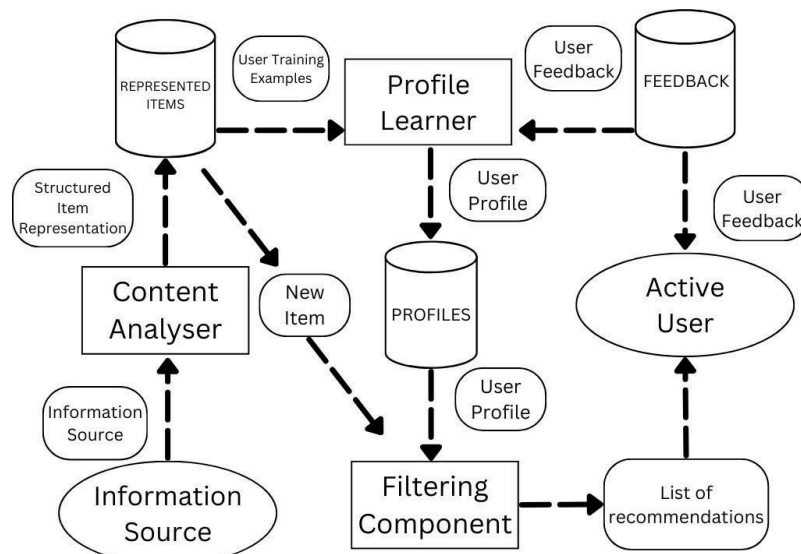 REPRESENTED
ITEMS
User Training
Examples
Profile
Learner
User
Feedback
FEEDBACK
Structured
Item
Representation
User
Profile
User
Feedback
Content
Analyser
New
Item
PROFILES
Active
User
Information
Source
User
Profile
Information
Source
Filtering
Component
List of
recommendations